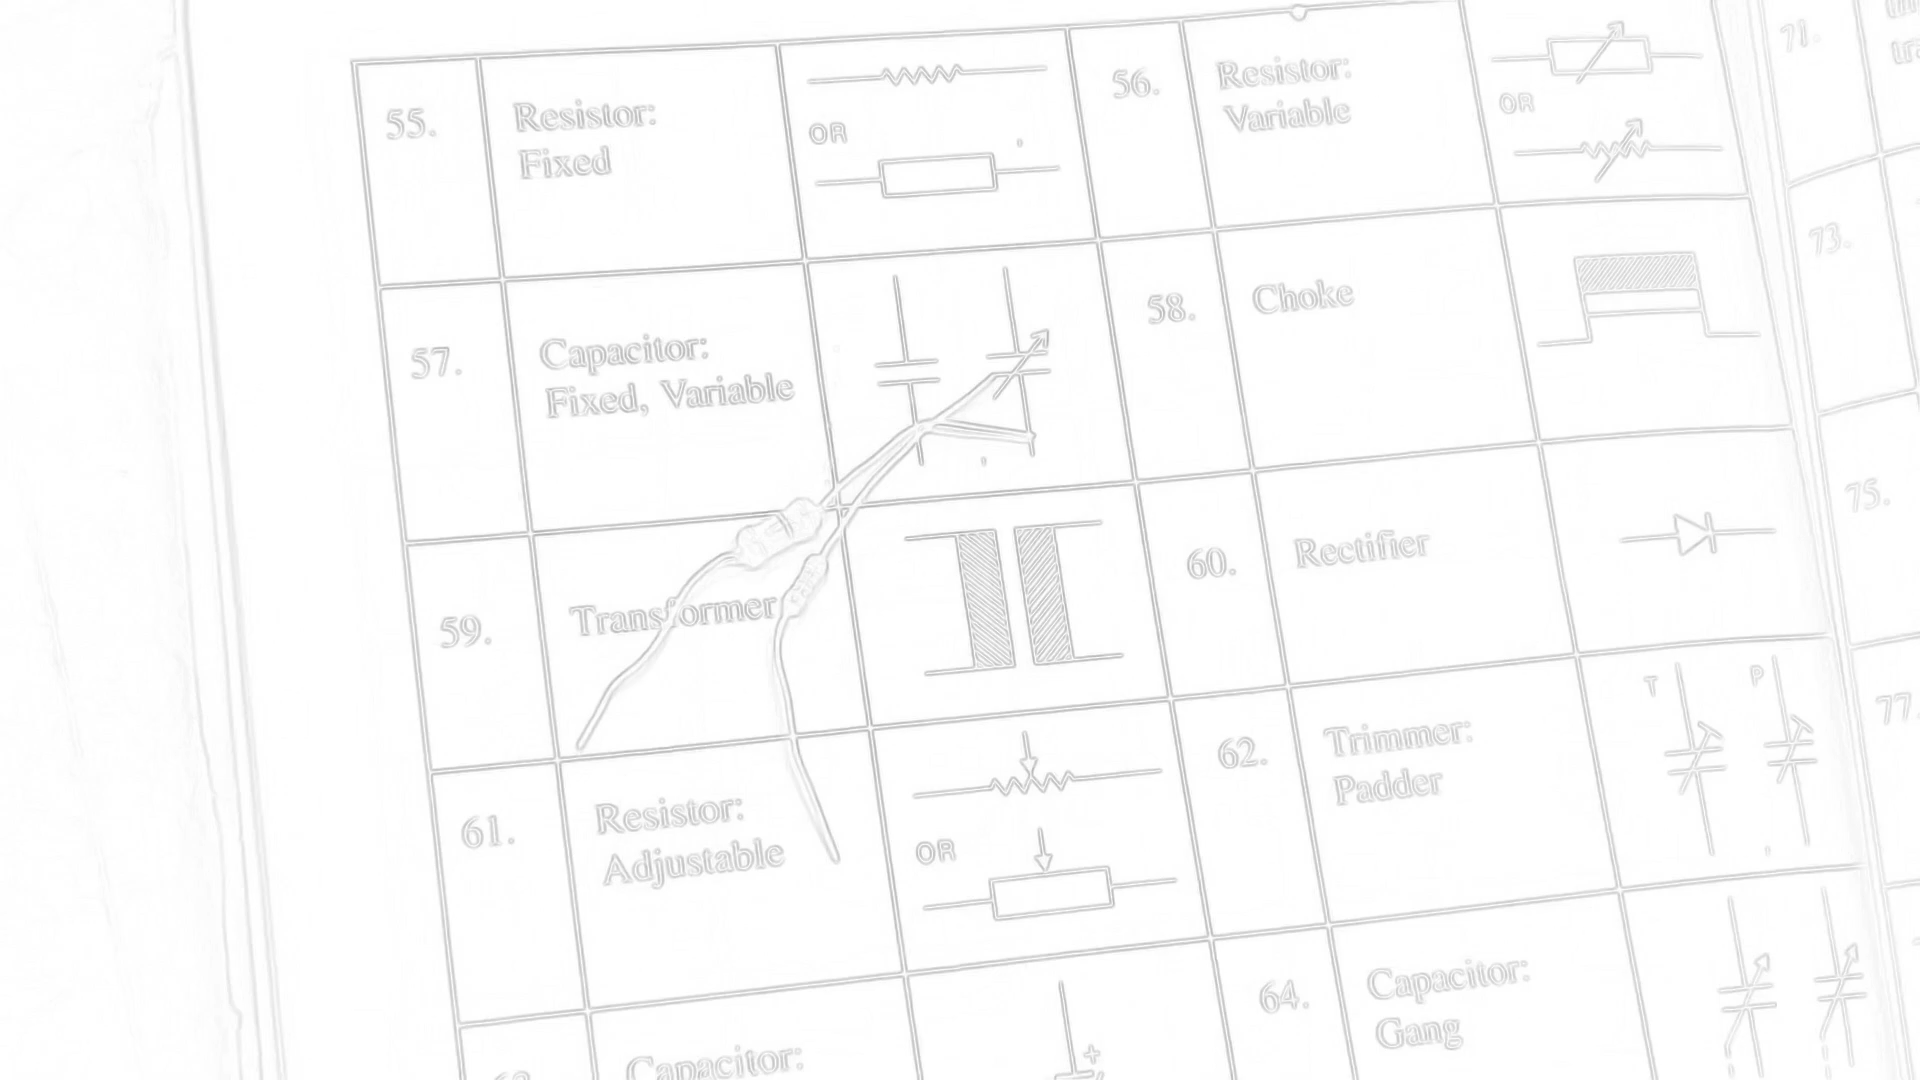 55.
Resistor:
Fixed
OR
56.
Resistor:
Variable
OR
57.
Capacitor:
Fixed, Variable
58.
Choke
59.
Transformer
60.
Rectifier
61.
Resistor:
Adjustable
OR
62.
Trimmer:
Padder
T P
Capacitor:
+
64.
Capacitor:
Gang
71.
73.
75.
77.